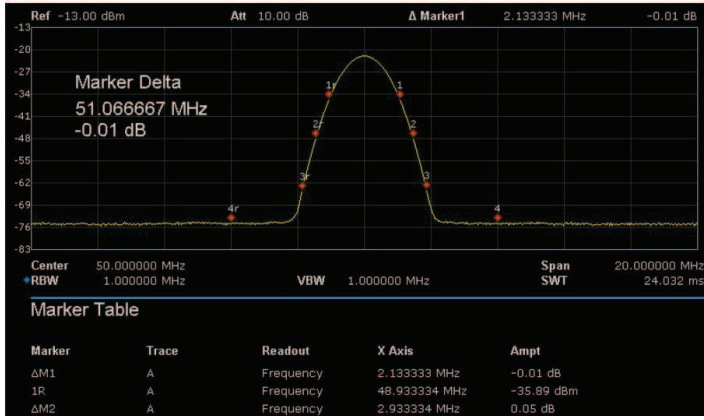 Ref -13.00 dBm Att 10.00 dB Δ Marker1 2.133333 MHz -0.01 dB
-13
-20
-27
Marker Delta
1r 1
-34
51.066667 MHz
-41
-0.01 dB
2r 2
-48
-55
3r 3
-62
4r 4
-69
-76
-83
Center 50.000000 MHz Span 20.000000 MHz
RBW 1.000000 MHz VBW 1.000000 MHz SWT 24.032 ms
Marker Table
Marker Trace Readout X Axis Ampt
ΔM1 A Frequency 2.133333 MHz -0.01 dB
1R A Frequency 48.933334 MHz -35.89 dBm
ΔM2 A Frequency 2.933334 MHz 0.05 dB